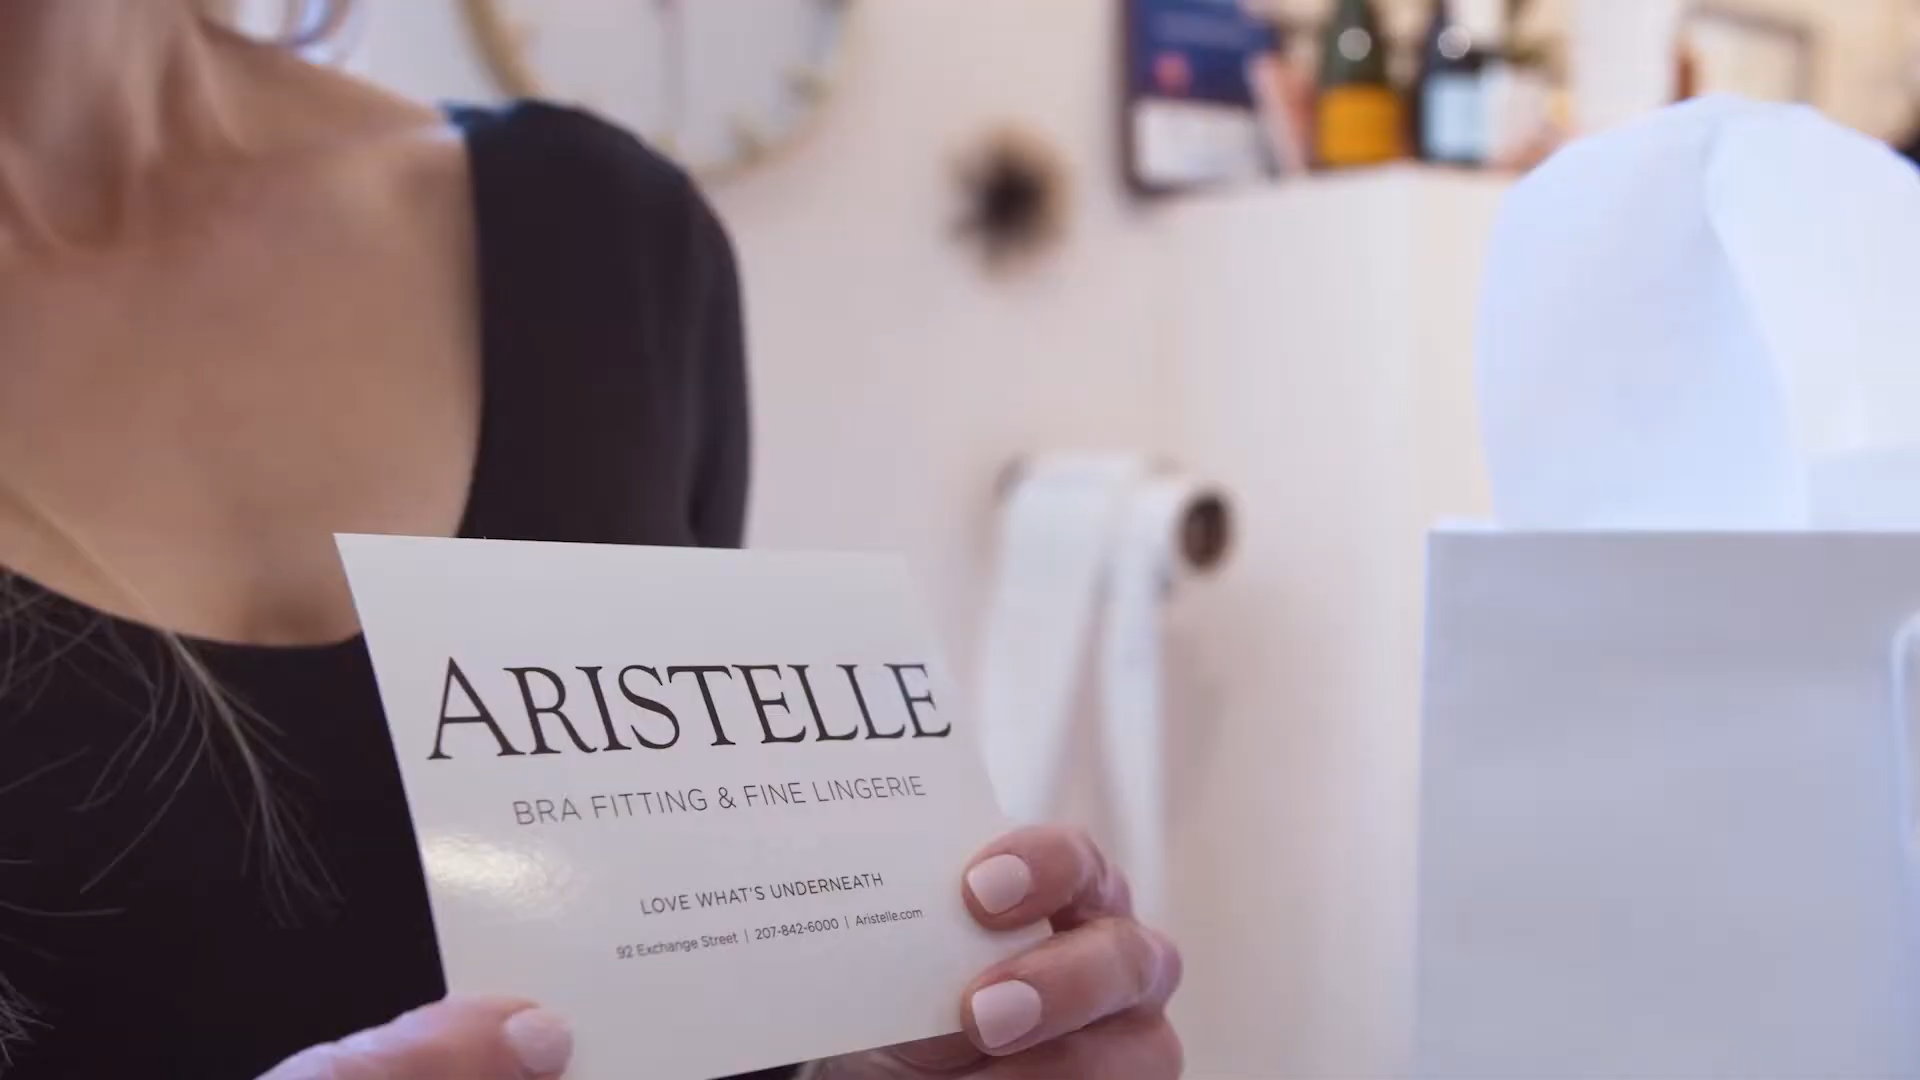 ARISTELLE
BRA FITTING & FINE LINGERIE
LOVE WHAT'S UNDERNEATH
92 Exchange Street | 207-842-6000 | Aristelle.com